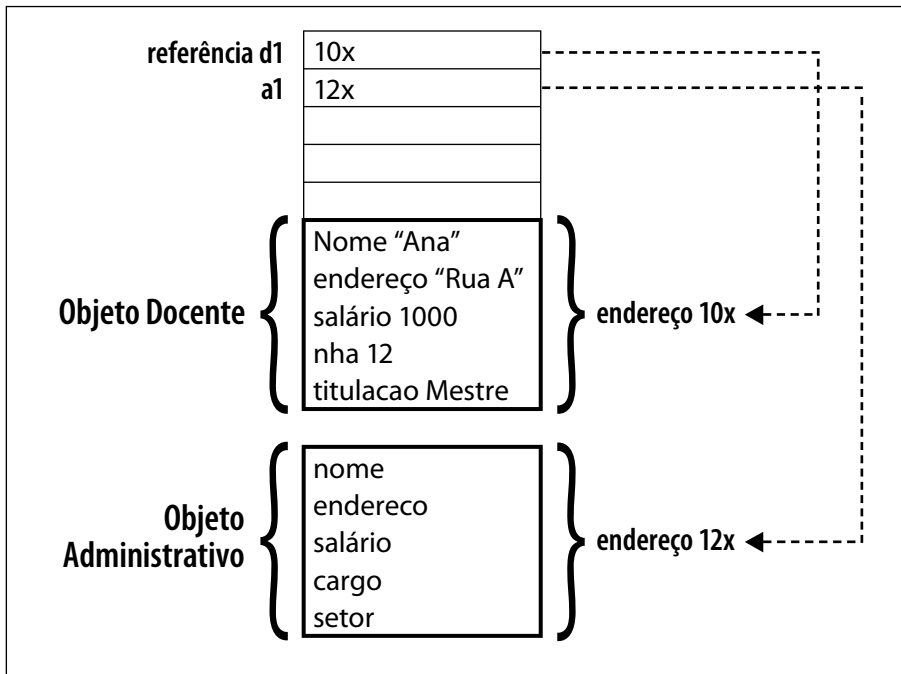 referência d1 10x
a1 12x
Nome “Ana”
endereço “Rua A”
Objeto Docente salário 1000 endereço 10x
nha 12
titulacao Mestre
nome
endereco
Objeto
Administrativo
salário endereço 12x
cargo
setor